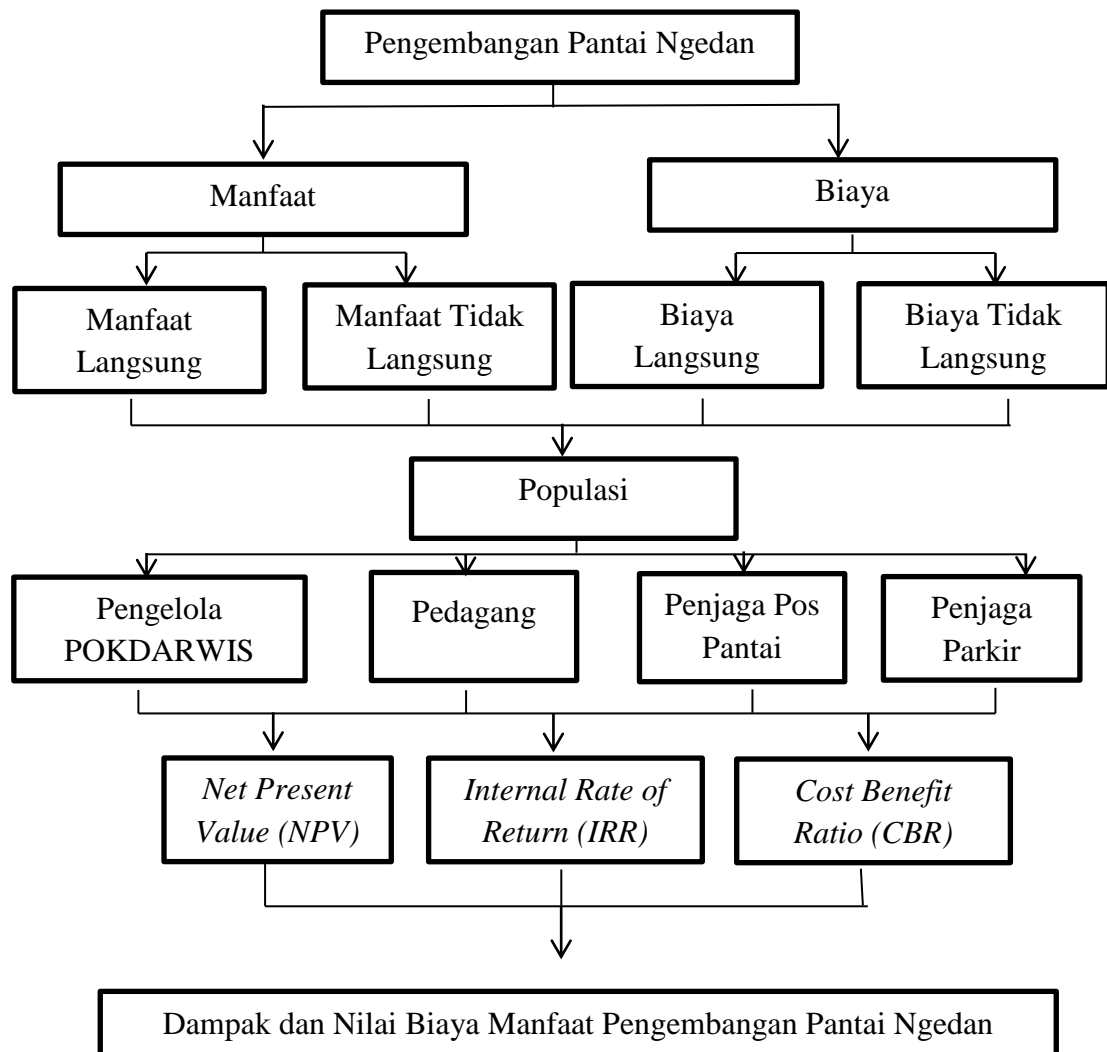 Pengembangan Pantai Ngedan
Manfaat
Biaya
Manfaat
Langsung
Manfaat Tidak
Langsung
Biaya
Langsung
Biaya Tidak
Langsung
Populasi
Pengelola
POKDARWIS
Pedagang
Penjaga Pos
Pantai
Penjaga
Parkir
Net Present
Value (NPV)
Internal Rate of
Return (IRR)
Cost Benefit
Ratio (CBR)
Dampak dan Nilai Biaya Manfaat Pengembangan Pantai Ngedan